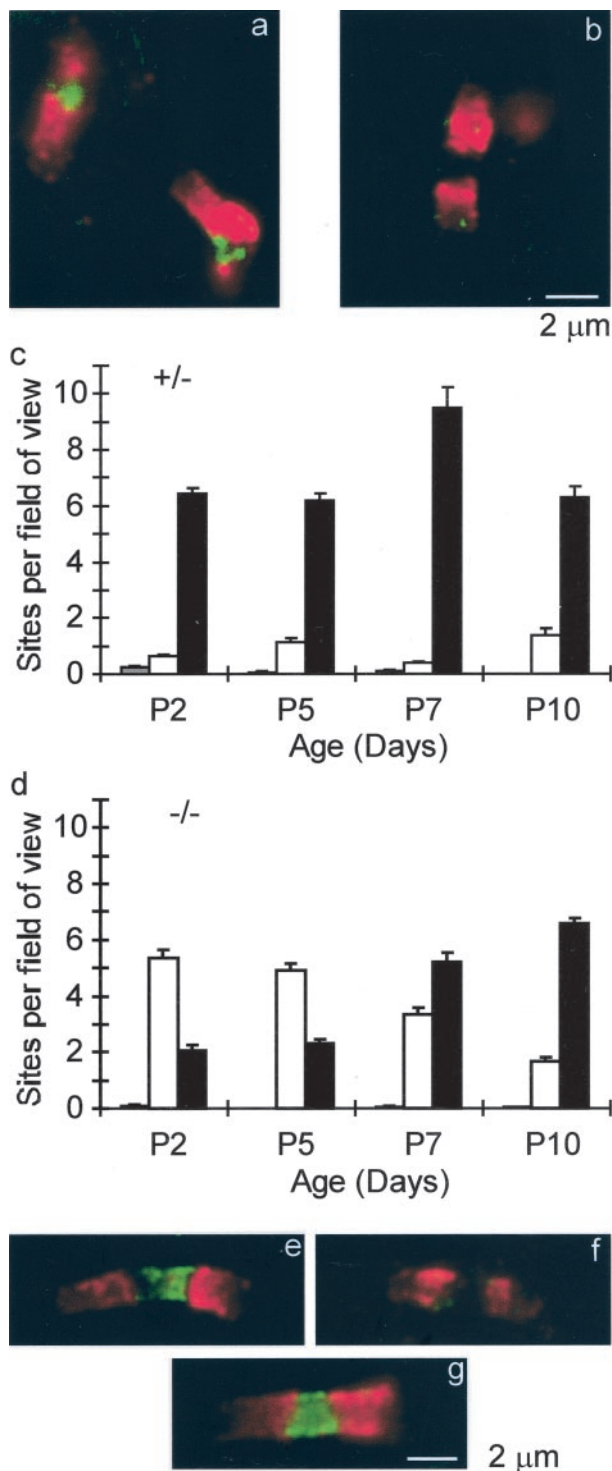 a
b
2 μm
c
+/-
10
8
6
4
2
0
Sites per field of view
P2 P5 P7 P10
Age (Days)
d
-/-
10
8
6
4
2
0
Sites per field of view
P2 P5 P7 P10
Age (Days)
e
f
g
2 μm